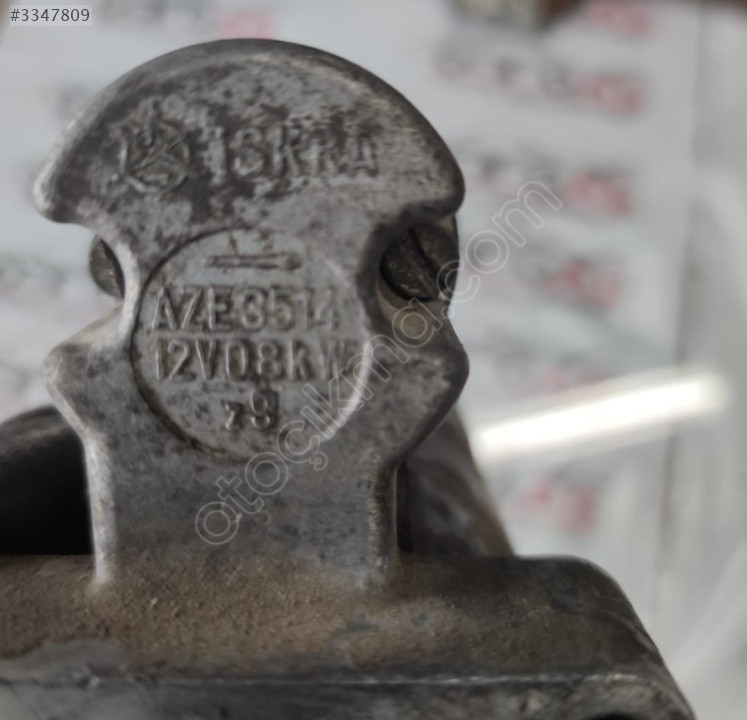 #3347809
ISKRA
AZE3514
12V0.8KW
79
otocikma.com